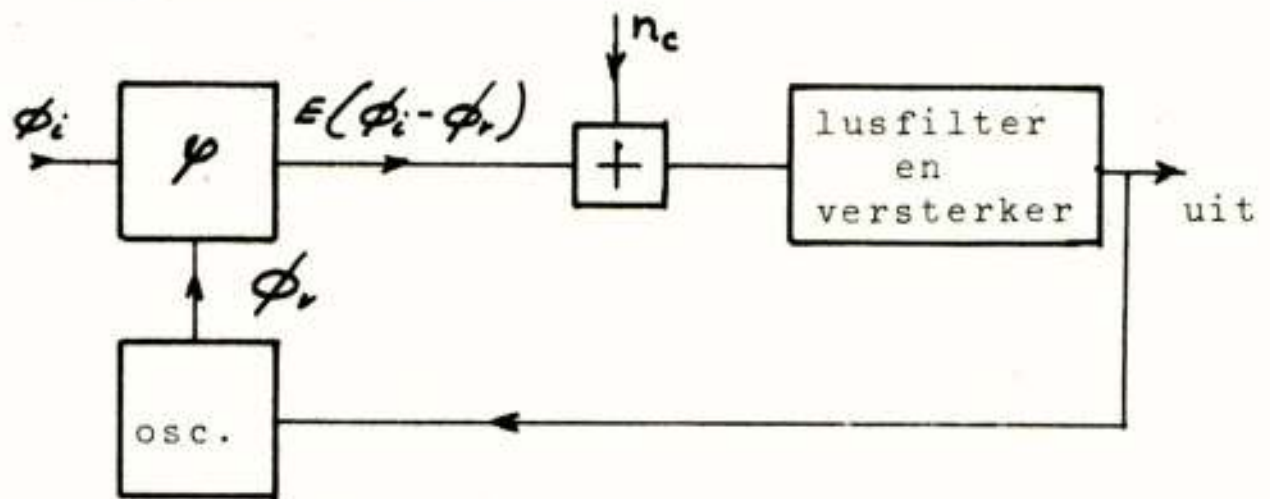 n_c
ϕ_i
φ
E(ϕ_i - ϕ_r)
+
lusfilter
en
versterker
uit
ϕ_r
osc.